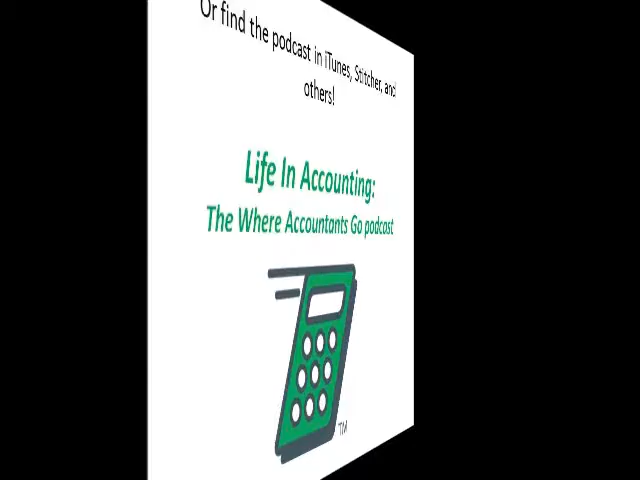 Or find the podcast in iTunes, Stitcher, and
others!
Life In Accounting:
The Where Accountants Go podcast
TM